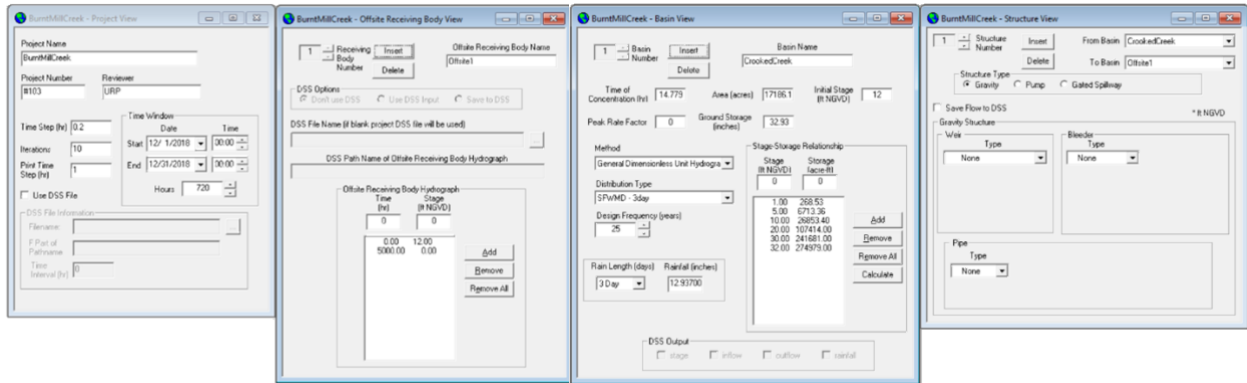 BurntMillCreek - Project View
Project Name
BurntMillCreek
Project Number Reviewer
#103 URP
Time Step (hr) 0.2
Iterations 10
Print Time Step (hr) 1
Time Window
Date Time
Start 12/ 1/2018 00:00
End 12/31/2018 00:00
Hours 720
Use DSS File
DSS File Information
Filename: ...
F Part of Pathname
Time Interval (hr) 0
BurntMillCreek - Offsite Receiving Body View
1 Receiving Body Number
Insert
Delete
Offsite Receiving Body Name
Offsite1
DSS Options
Don't use DSS Use DSS Input Save to DSS
DSS File Name (if blank project DSS file will be used)
...
DSS Path Name of Offsite Receiving Body Hydrograph
Offsite Receiving Body Hydrograph
Time (hr) Stage (ft NGVD)
0 0
0.00 12.00
5000.00 0.00
Add
Remove
Remove All
BurntMillCreek - Basin View
1 Basin Number
Insert
Delete
Basin Name
CrookedCreek
Time of Concentration (hr) 14.779 Area (acres) 17186.1 Initial Stage (ft NGVD) 12
Peak Rate Factor 0 Ground Storage (inches) 32.93
Method
General Dimensionless Unit Hydrogra
Distribution Type
SFWMD - 3day
Design Frequency (years)
25
Rain Length (days) Rainfall (inches)
3 Day 12.93700
Stage-Storage Relationship
Stage (ft NGVD) Storage (acre-ft)
0 0
1.00 268.53
5.00 6713.36
10.00 26853.40
20.00 107414.00
30.00 241681.00
32.00 274979.00
Add
Remove
Remove All
Calculate
DSS Output
stage inflow outflow rainfall
BurntMillCreek - Structure View
1 Structure Number
Insert
Delete
From Basin CrookedCreek
To Basin Offsite1
Structure Type
Gravity Pump Gated Spillway
Save Flow to DSS
* ft NGVD
Gravity Structure
Weir
Type
None
Bleeder
Type
None
Pipe
Type
None